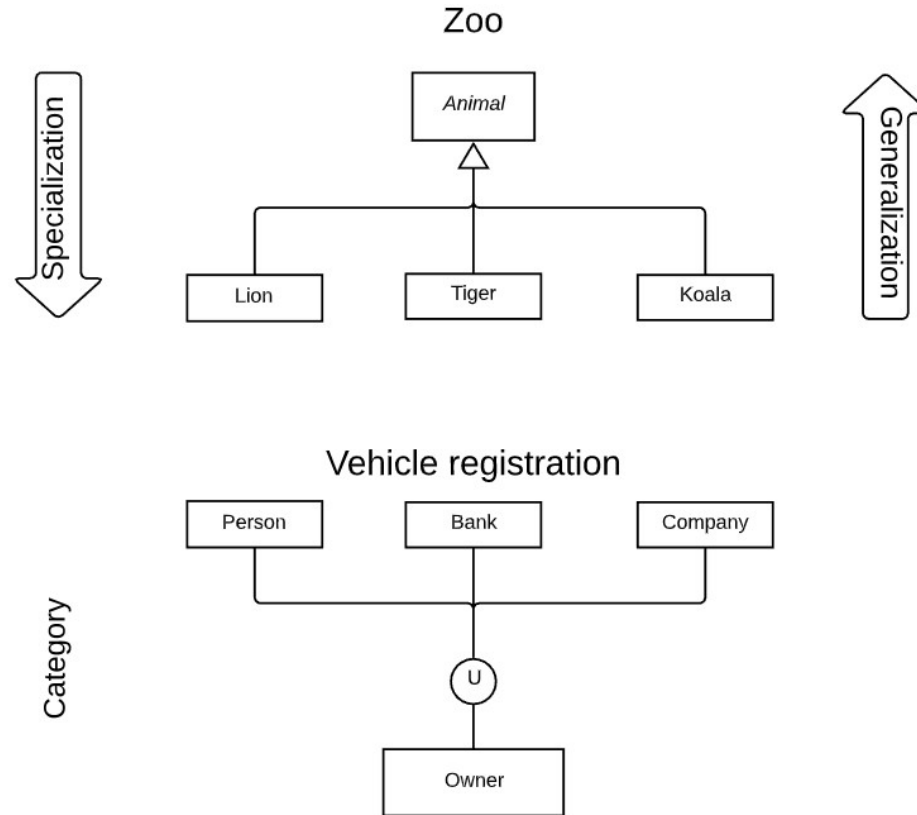 Zoo
Specialization
Animal
Generalization
Lion
Tiger
Koala
Vehicle registration
Person
Bank
Company
Category
U
Owner